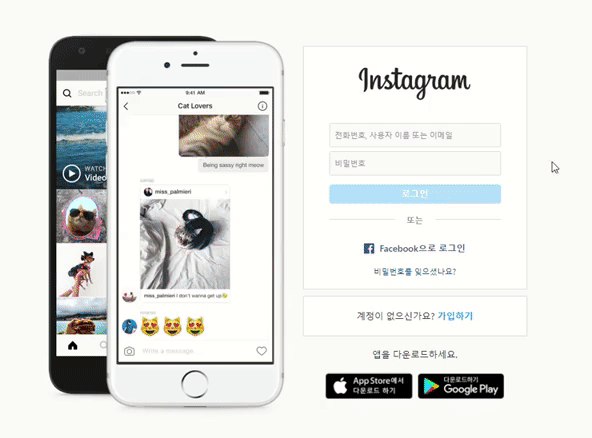 Search
WATCH
Video
9:41 AM
Cat Lovers
Being sassy right meow
miss_palmieri
miss_palmieri I don't wanna get up😂
😻😻😻
Write a message
Instagram
전화번호, 사용자 이름 또는 이메일
비밀번호
로그인
또는
Facebook으로 로그인
비밀번호를 잊으셨나요?
계정이 없으신가요? 가입하기
앱을 다운로드하세요.
App Store에서
다운로드 하기
다운로드하기
Google Play